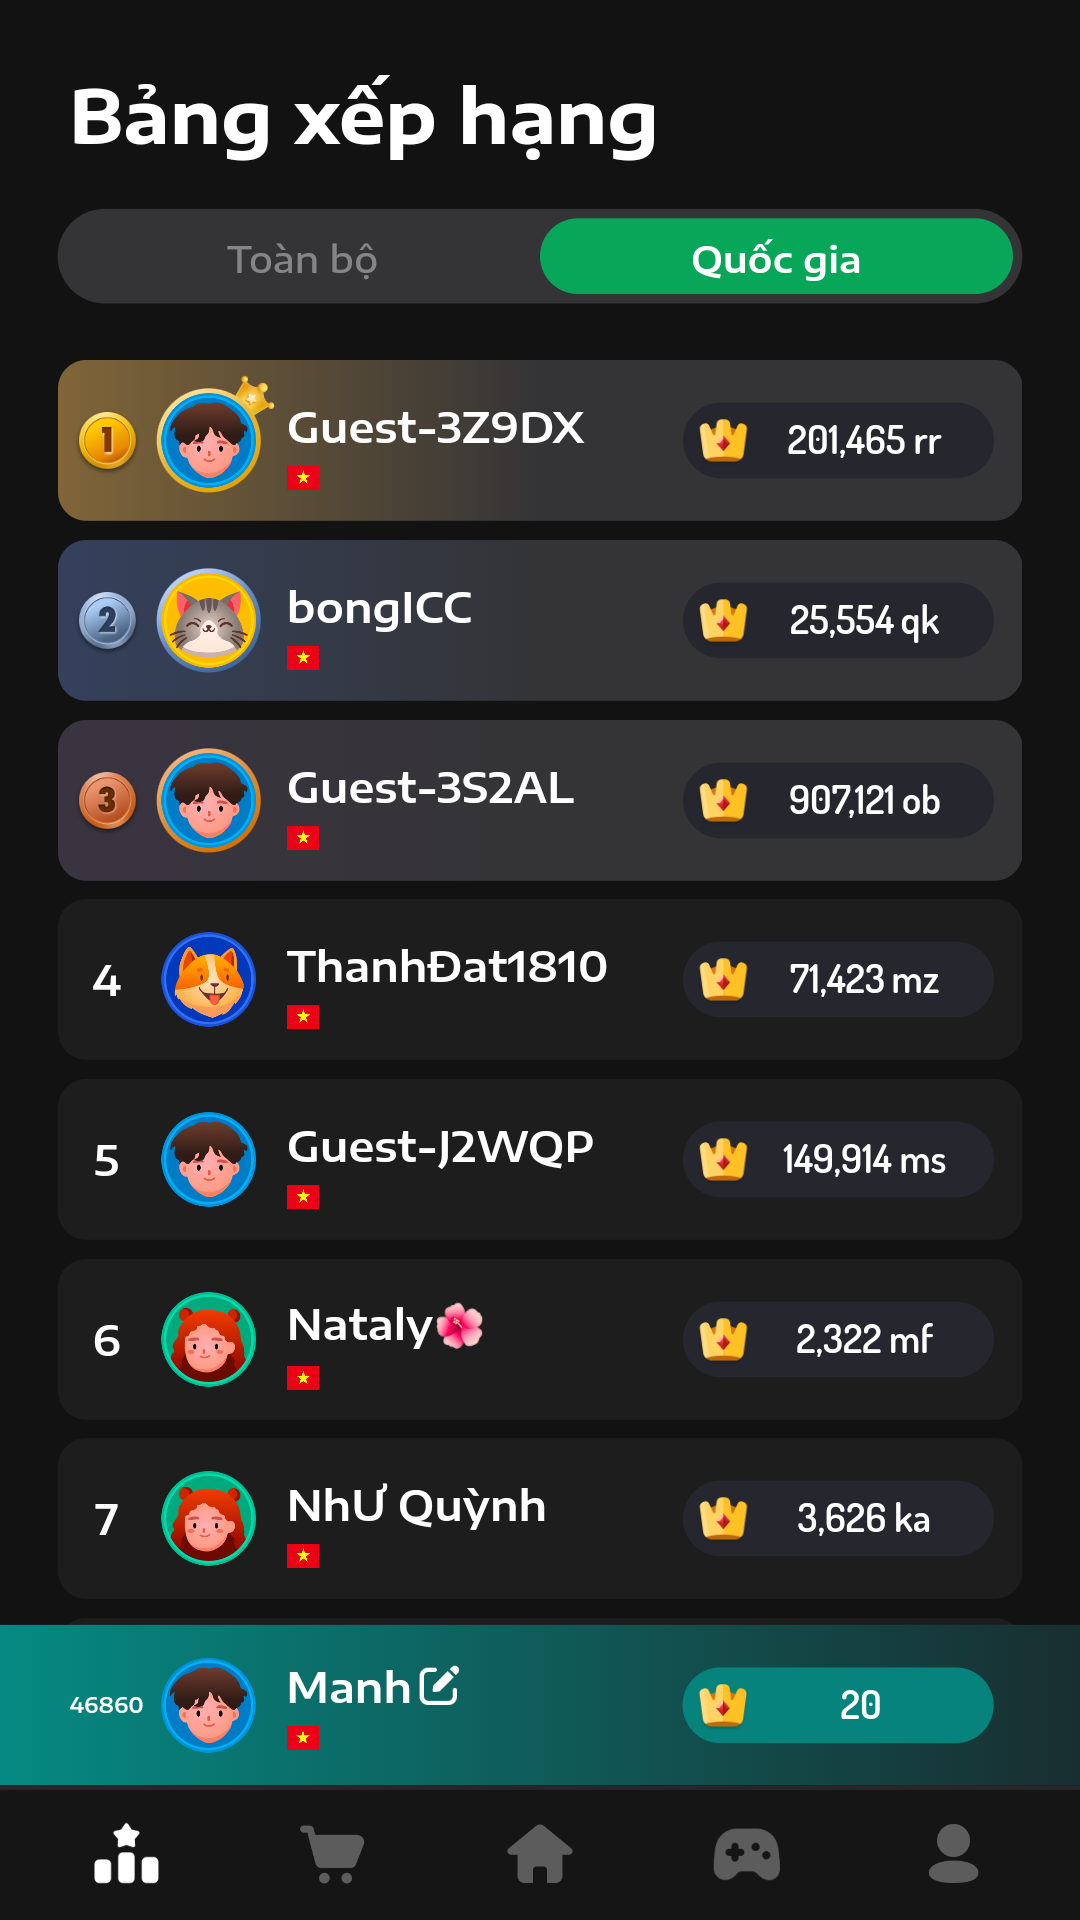 Bảng xếp hạng
Toàn bộ
Quốc gia
1
Guest-3Z9DX
201,465 rr
2
bongICC
25,554 qk
3
Guest-3S2AL
907,121 ob
4
ThanhĐat1810
71,423 mz
5
Guest-J2WQP
149,914 ms
6
Nataly🌺
2,322 mf
7
NhƯ Quỳnh
3,626 ka
46860
Manh
20